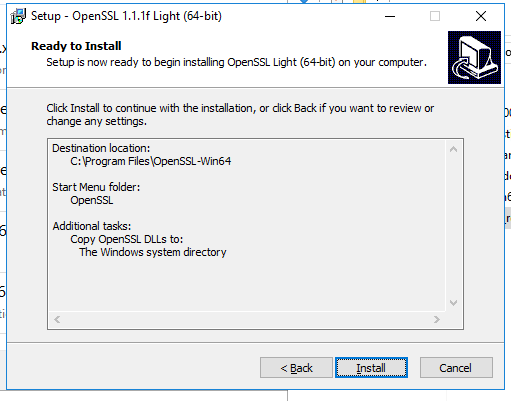 Setup - OpenSSL 1.1.1f Light (64-bit)
Ready to Install
Setup is now ready to begin installing OpenSSL Light (64-bit) on your computer.
Click Install to continue with the installation, or click Back if you want to review or
change any settings.
Destination location:
C:\Program Files\OpenSSL-Win64
Start Menu folder:
OpenSSL
Additional tasks:
Copy OpenSSL DLLs to:
The Windows system directory
< Back
Install
Cancel